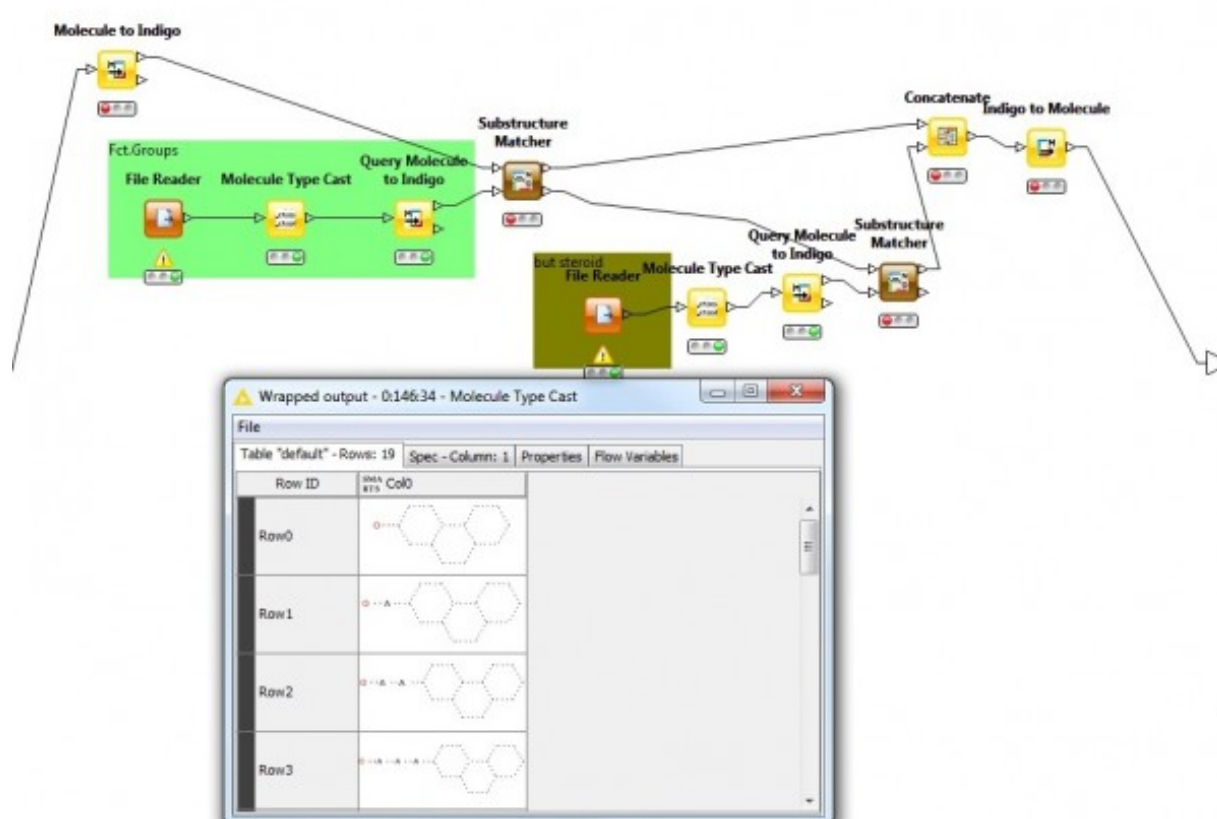 Molecule to Indigo
Fct.Groups
File Reader
Molecule Type Cast
Query Molecule
to Indigo
Substructure
Matcher
Concatenate
Indigo to Molecule
but steroid
File Reader
Molecule Type Cast
Query Molecule
to Indigo
Substructure
Matcher
Wrapped output - 0:146:34 - Molecule Type Cast
File
Table "default" - Rows: 19 Spec - Column: 1 Properties Flow Variables
Row ID SMA RTS Col0
Row0
O
Row1
O A
Row2
O A A
Row3
O A A A